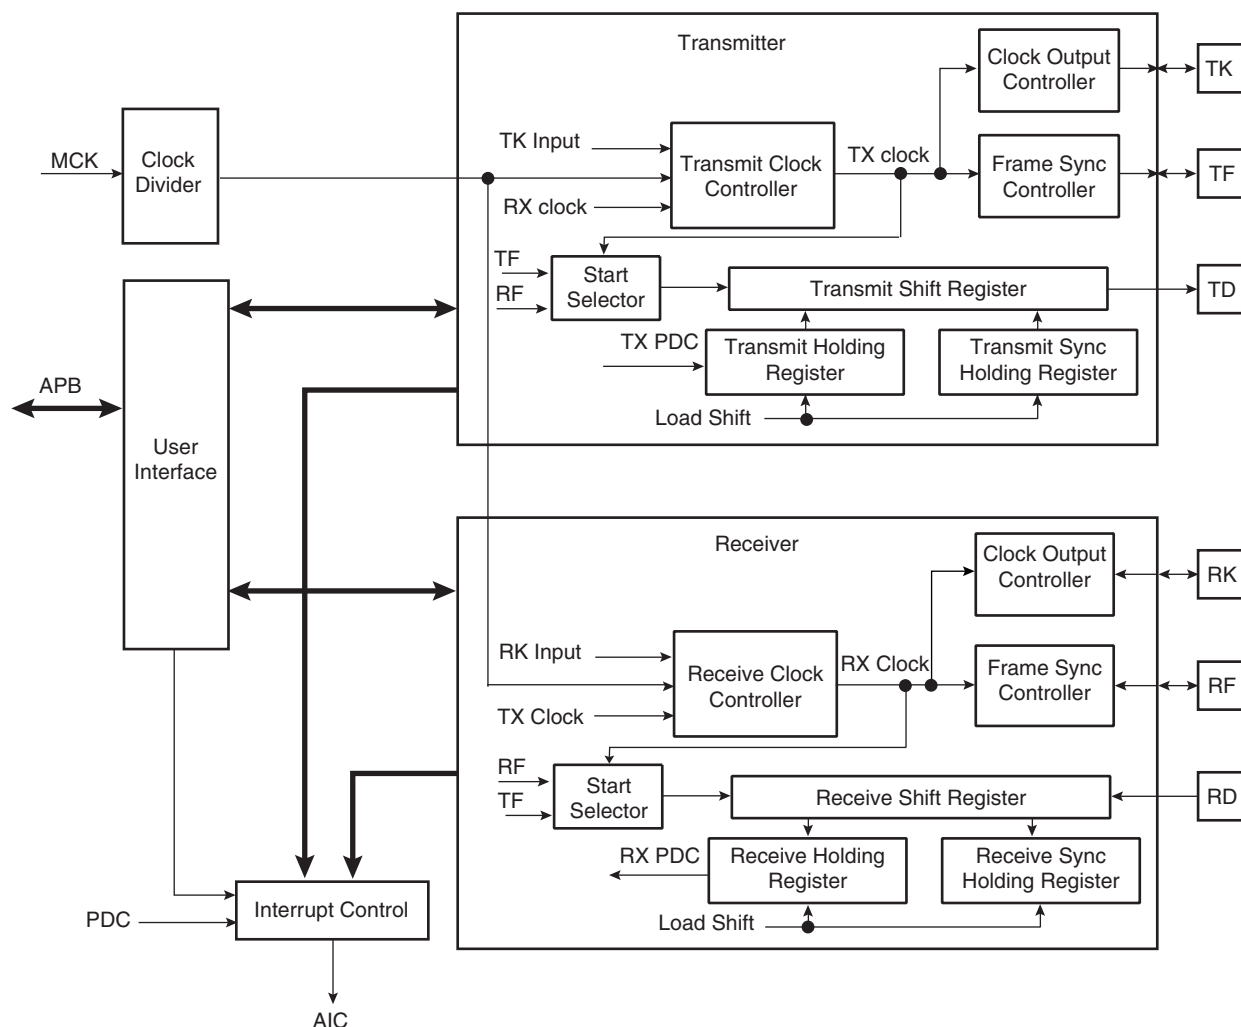 Transmitter
Clock Output
Controller
TK
MCK
Clock
Divider
TK Input
Transmit Clock
Controller
TX clock
Frame Sync
Controller
TF
RX clock
TF
RF
Start
Selector
Transmit Shift Register
TD
TX PDC
Transmit Holding
Register
Transmit Sync
Holding Register
Load Shift
APB
User
Interface
Receiver
Clock Output
Controller
RK
RK Input
Receive Clock
Controller
RX Clock
Frame Sync
Controller
RF
TX Clock
RF
TF
Start
Selector
Receive Shift Register
RD
RX PDC
Receive Holding
Register
Receive Sync
Holding Register
Load Shift
PDC
Interrupt Control
AIC